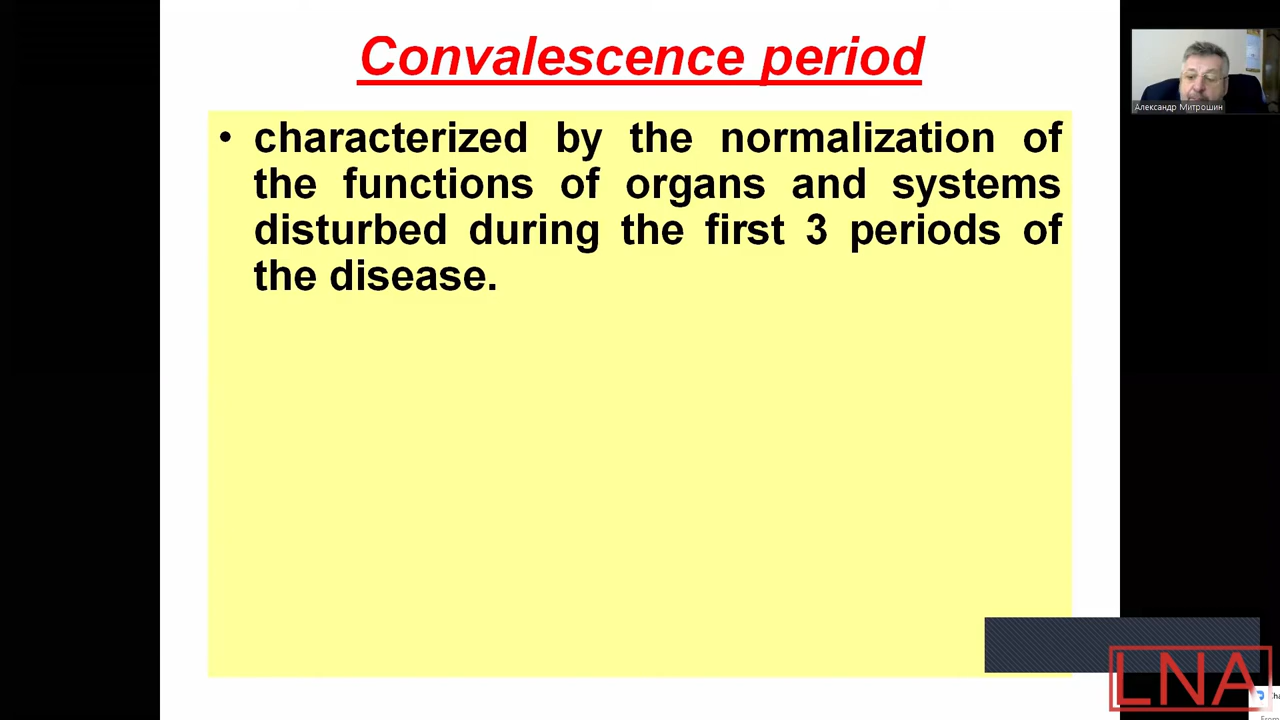 Convalescence period
• characterized by the normalization of
the functions of organs and systems
disturbed during the first 3 periods of
the disease.
Александр Митрошин
LNA